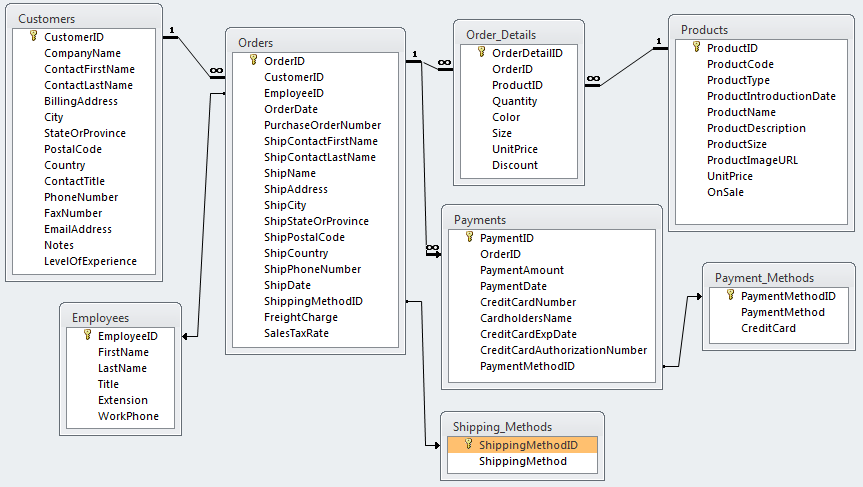 Customers
CustomerID
CompanyName
ContactFirstName
ContactLastName
BillingAddress
City
StateOrProvince
PostalCode
Country
ContactTitle
PhoneNumber
FaxNumber
EmailAddress
Notes
LevelOfExperience
1
∞
Orders
OrderID
CustomerID
EmployeeID
OrderDate
PurchaseOrderNumber
ShipContactFirstName
ShipContactLastName
ShipName
ShipAddress
ShipCity
ShipStateOrProvince
ShipPostalCode
ShipCountry
ShipPhoneNumber
ShipDate
ShippingMethodID
FreightCharge
SalesTaxRate
1
∞
∞
Order_Details
OrderDetailID
OrderID
ProductID
Quantity
Color
Size
UnitPrice
Discount
∞
1
Products
ProductID
ProductCode
ProductType
ProductIntroductionDate
ProductName
ProductDescription
ProductSize
ProductImageURL
UnitPrice
OnSale
Payments
PaymentID
OrderID
PaymentAmount
PaymentDate
CreditCardNumber
CardholdersName
CreditCardExpDate
CreditCardAuthorizationNumber
PaymentMethodID
Payment_Methods
PaymentMethodID
PaymentMethod
CreditCard
Employees
EmployeeID
FirstName
LastName
Title
Extension
WorkPhone
Shipping_Methods
ShippingMethodID
ShippingMethod